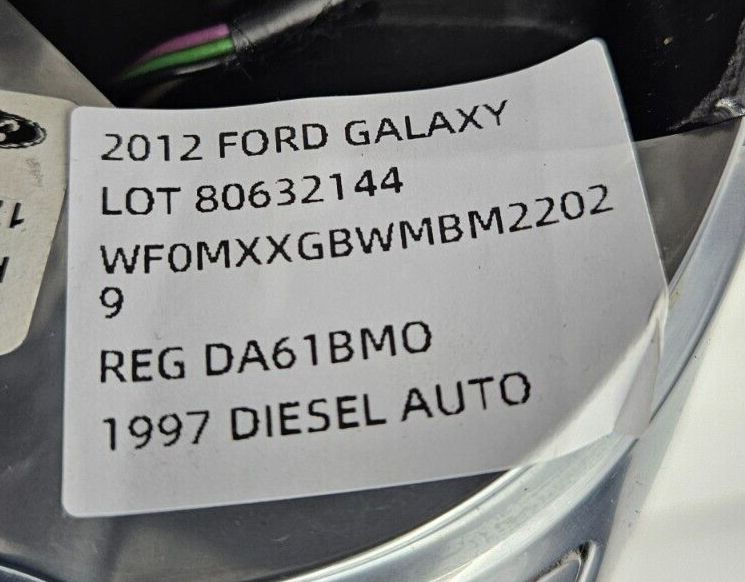 2012 FORD GALAXY
LOT 80632144
WF0MXXGBWMBM2202
9
REG DA61BMO
1997 DIESEL AUTO